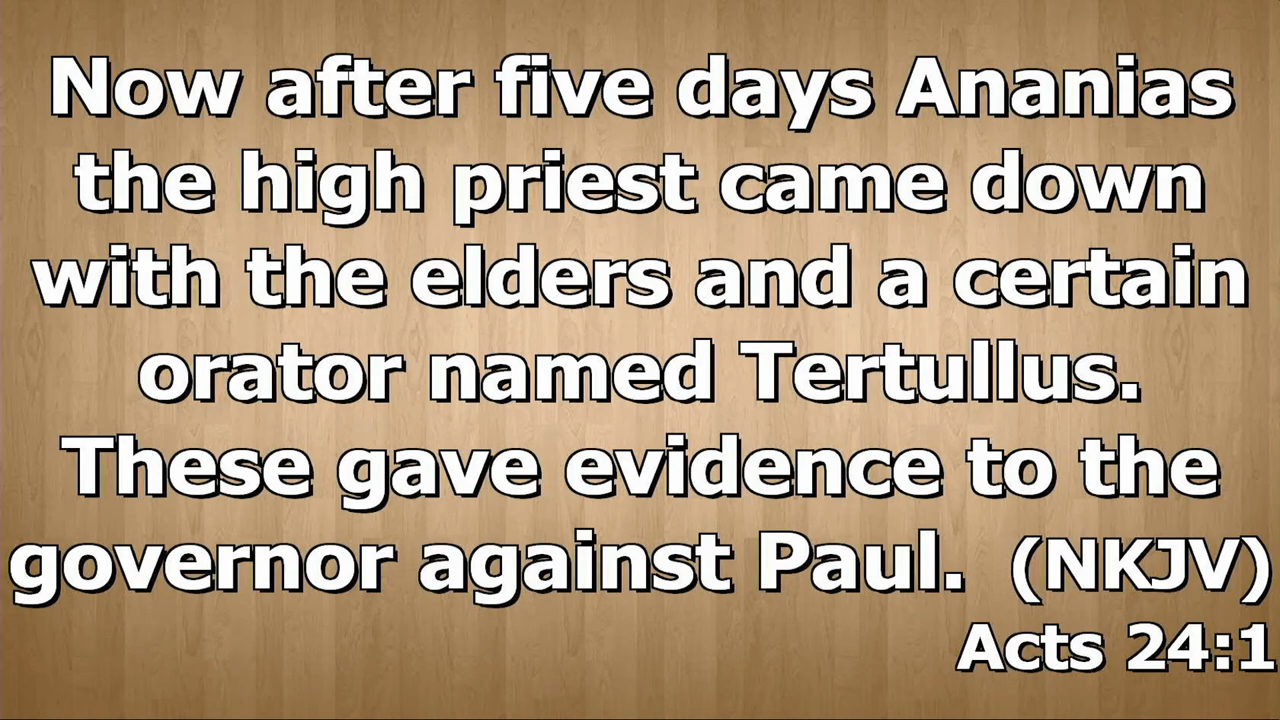 Now after five days Ananias
the high priest came down
with the elders and a certain
orator named Tertullus.
These gave evidence to the
governor against Paul. (NKJV)
Acts 24:1